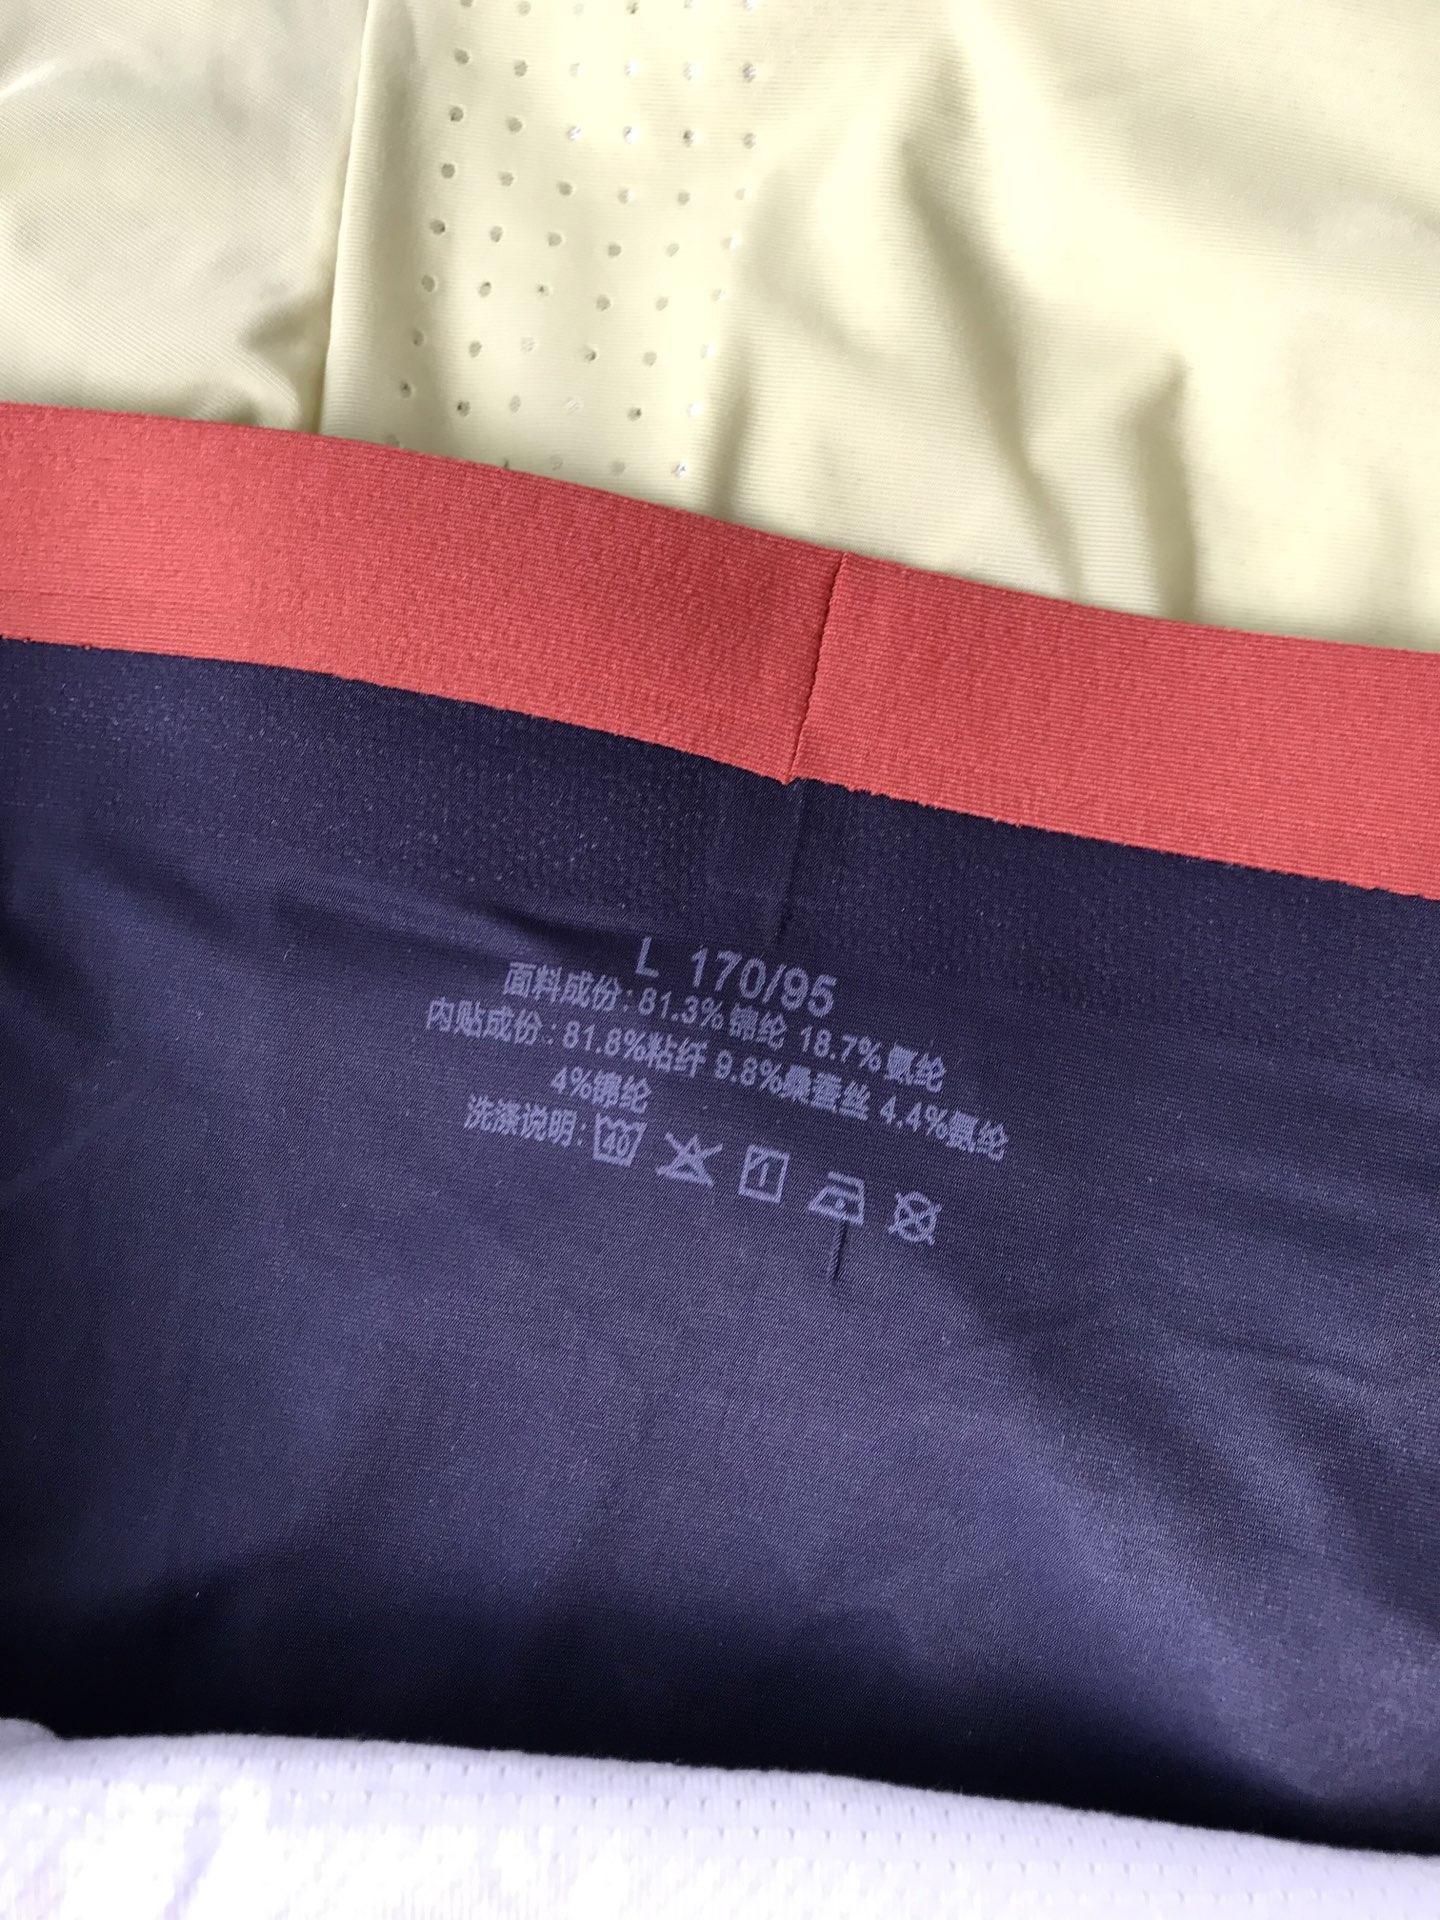 L 170/95
面料成份:81.3%锦纶 18.7%氨纶
内贴成份:81.8%粘纤 9.8%桑蚕丝 4.4%氨纶
4%锦纶
洗涤说明: 40